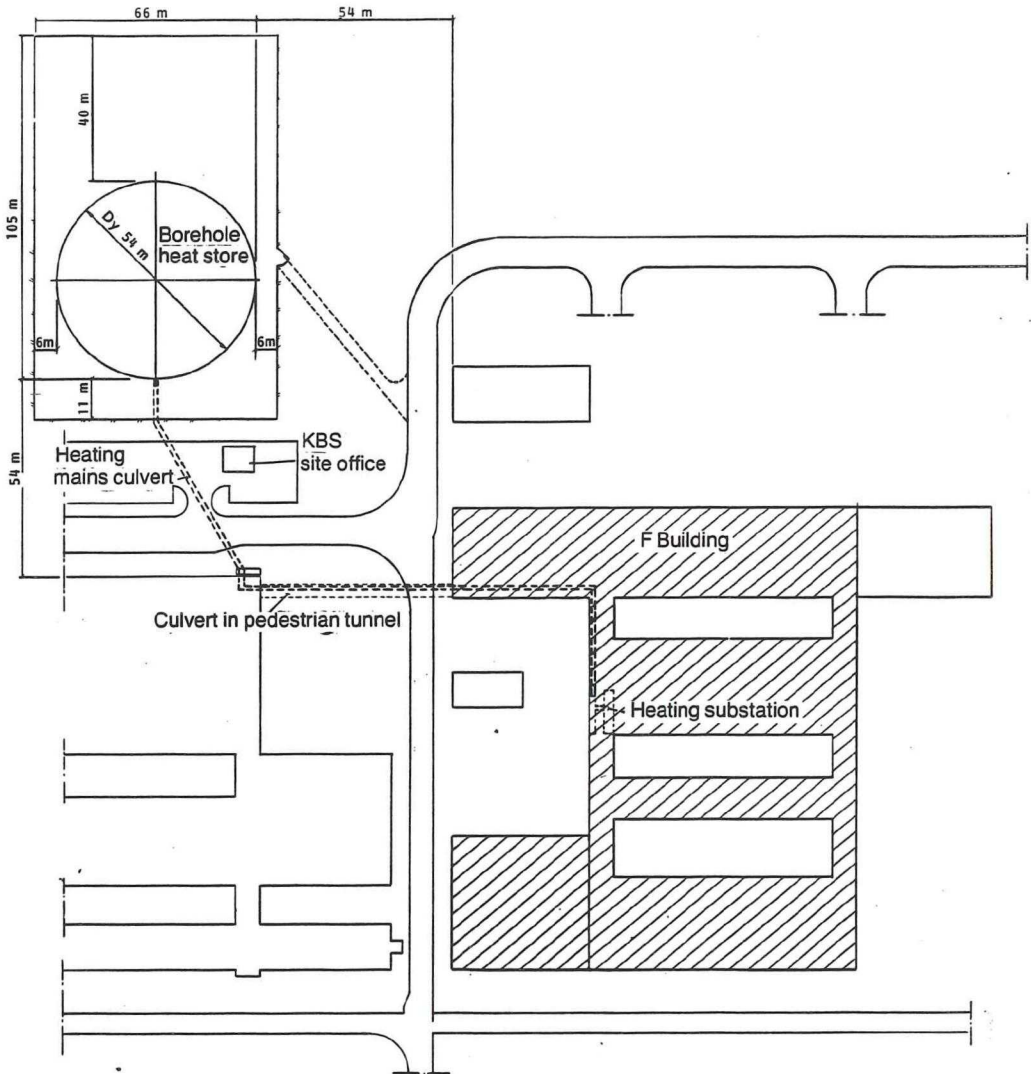 66 m
54 m
40 m
105 m
Dy 54 m
Borehole
heat store
6m
6m
11 m
54 m
Heating
mains culvert
KBS
site office
F Building
Culvert in pedestrian tunnel
Heating substation